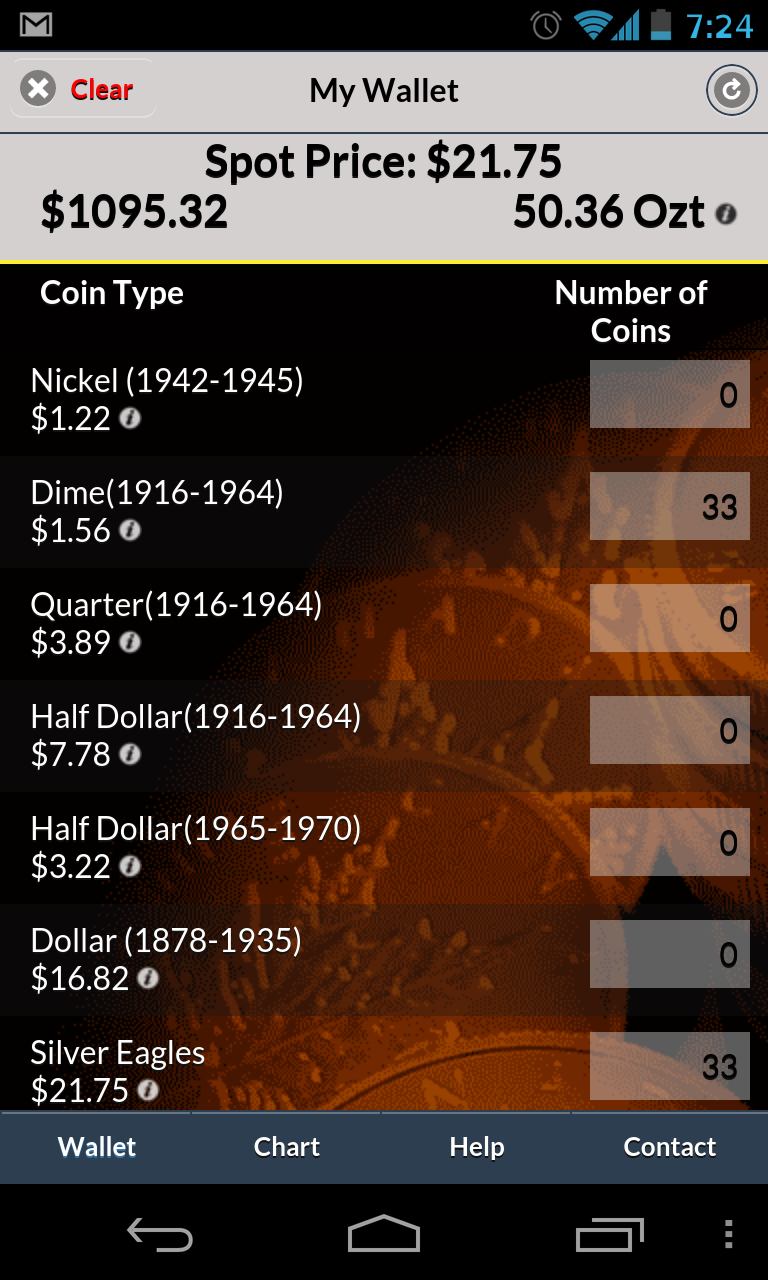 7:24
Clear
My Wallet
Spot Price: $21.75
$1095.32 50.36 Ozt
Coin Type
Number of
Coins
Nickel (1942-1945)
$1.22
0
Dime(1916-1964)
$1.56
33
Quarter(1916-1964)
$3.89
0
Half Dollar(1916-1964)
$7.78
0
Half Dollar(1965-1970)
$3.22
0
Dollar (1878-1935)
$16.82
0
Silver Eagles
$21.75
33
Wallet Chart Help Contact